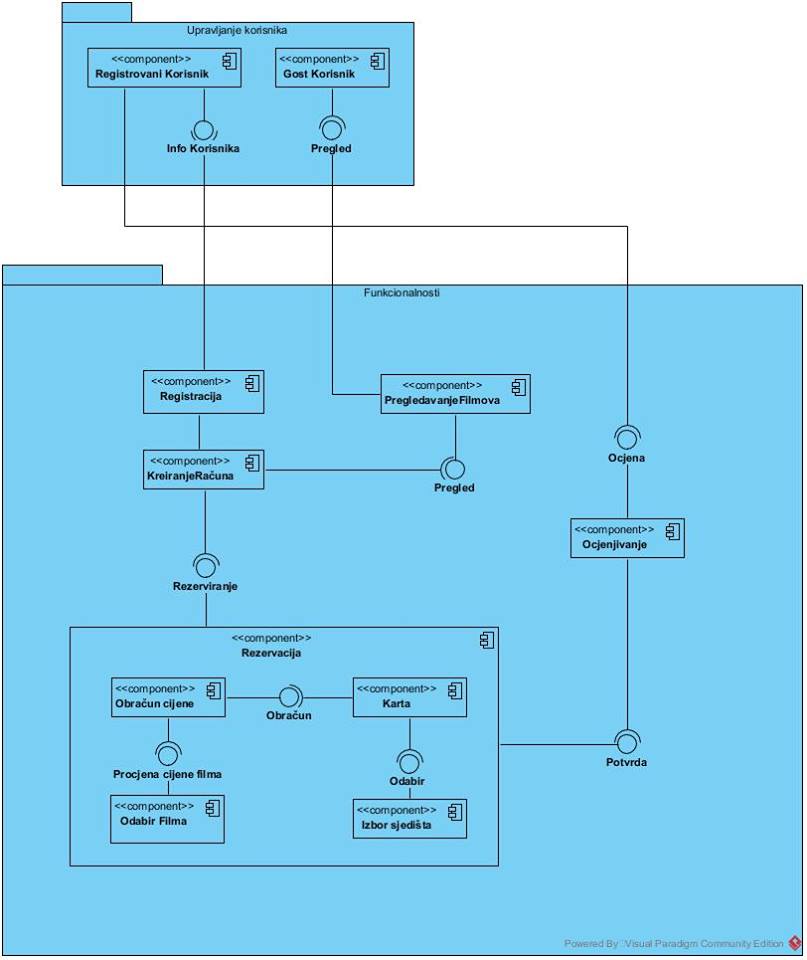 Upravljanje korisnika
<<component>>
Registrovani Korisnik
<<component>>
Gost Korisnik
Info Korisnika
Pregled
Funkcionalnosti
<<component>>
Registracija
<<component>>
PregledavanjeFilmova
<<component>>
KreiranjeRačuna
Pregled
Ocjena
<<component>>
Ocjenjivanje
Rezerviranje
<<component>>
Rezervacija
<<component>>
Obračun cijene
Obračun
<<component>>
Karta
Procjena cijene filma
Odabir
Potvrda
<<component>>
Odabir Filma
<<component>>
Izbor sjedišta
Powered By Visual Paradigm Community Edition